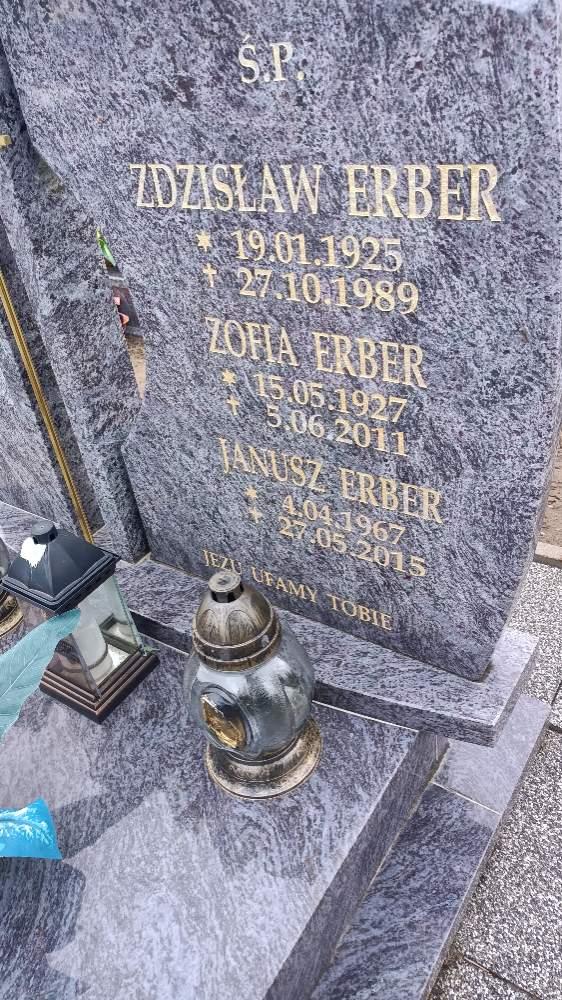 Ś.P.
ZDZISŁAW ERBER
* 19.01.1925
† 27.10.1989
ZOFIA ERBER
* 15.05.1927
† 5.06.2011
JANUSZ ERBER
* 4.04.1967
† 27.05.2015
JEZU UFAMY TOBIE